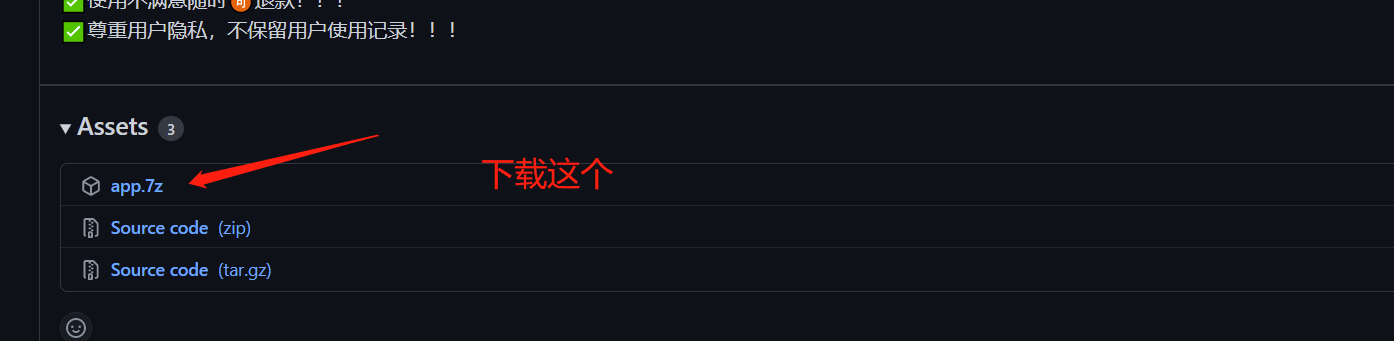 ✅使用不满意随时🉑退款！！！
✅尊重用户隐私，不保留用户使用记录！！！
Assets 3
app.7z
下载这个
Source code (zip)
Source code (tar.gz)